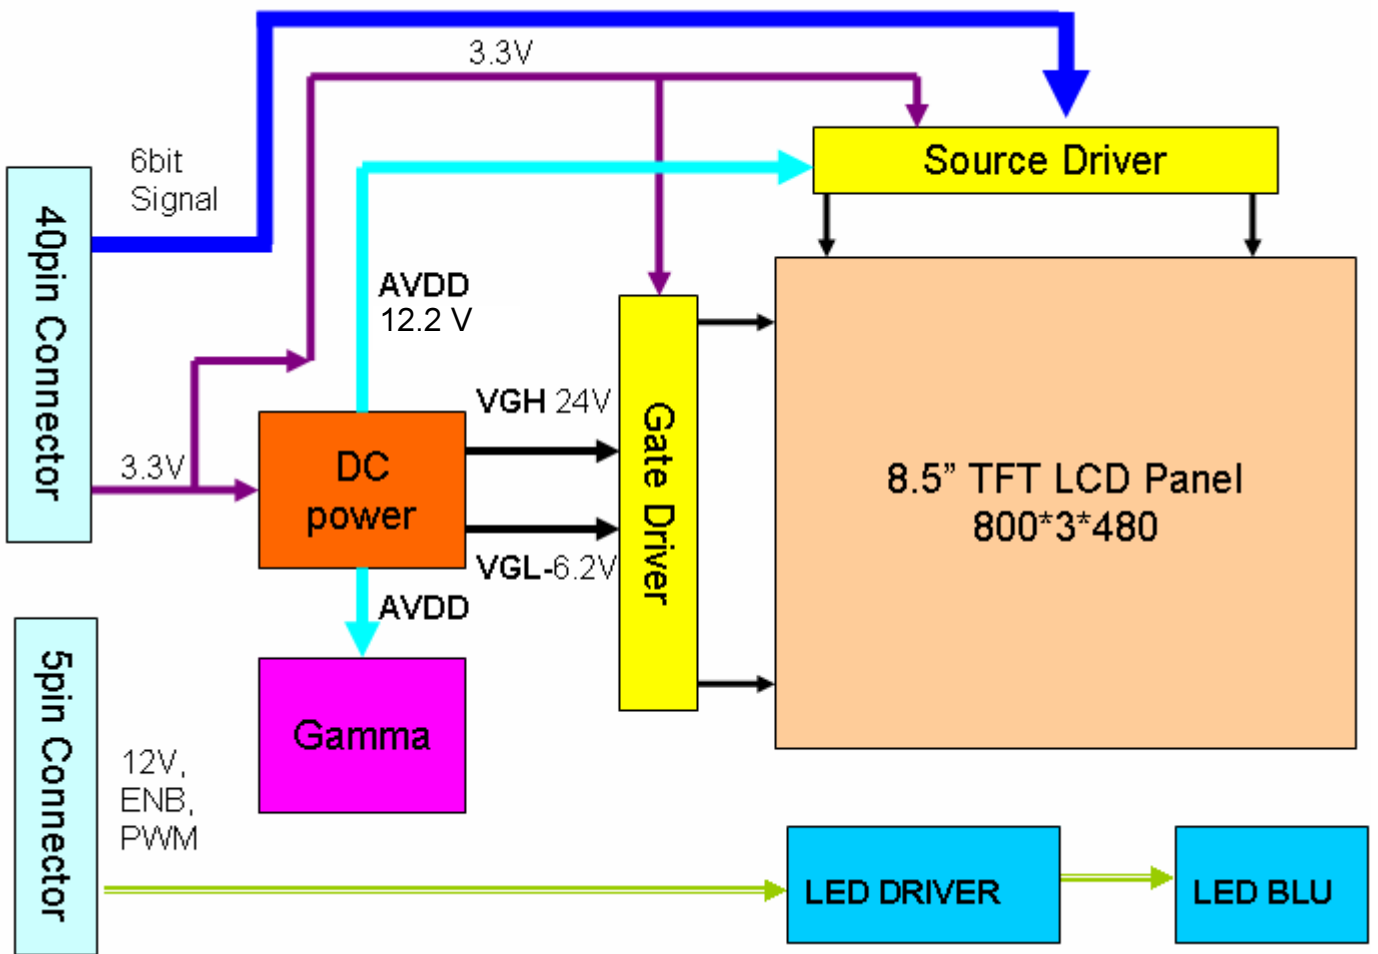 3.3V
6bit
Signal
Source Driver
40pin Connector
AVDD
12.2 V
VGH 24V
3.3V
DC
power
Gate Driver
8.5” TFT LCD Panel
800*3*480
VGL-6.2V
AVDD
5pin Connector
Gamma
12V,
ENB,
PWM
LED DRIVER
LED BLU